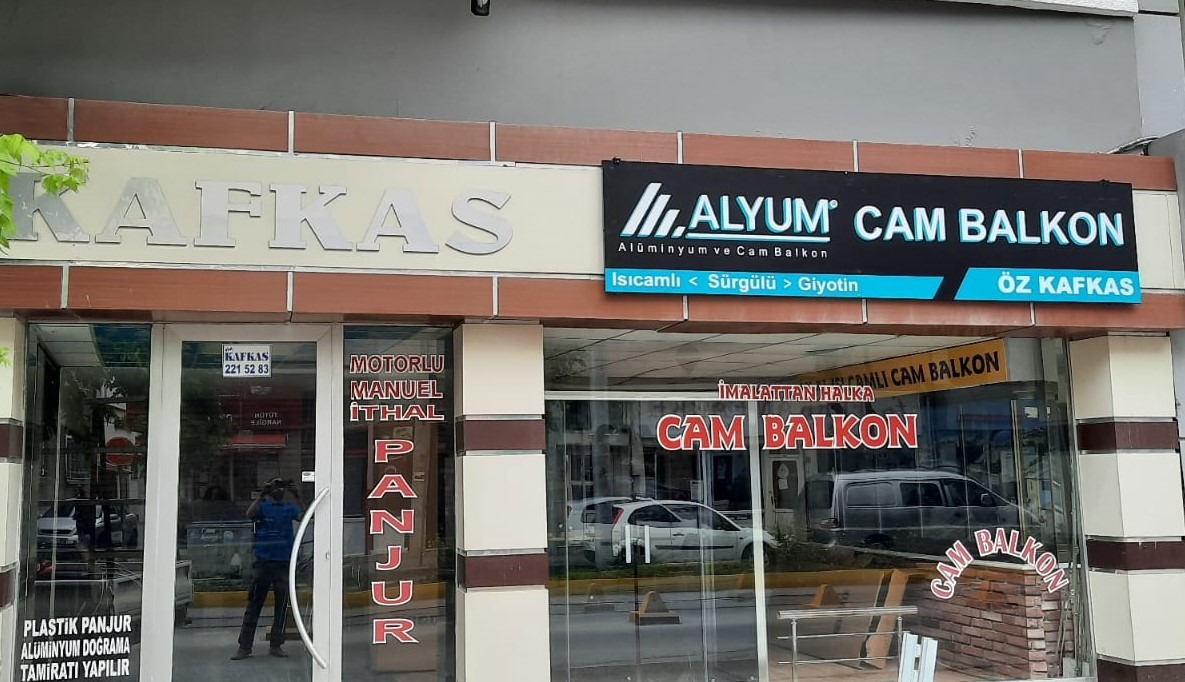 KAFKAS
ALYUM CAM BALKON
Alüminyum ve Cam Balkon
Isıcamlı < Sürgülü > Giyotin
ÖZ KAFKAS
KAFKAS
221 52 83
MOTORLU
MANUEL
İTHAL
PANJUR
PLASTİK PANJUR
ALÜMİNYUM DOĞRAMA
TAMİRATI YAPILIR
İMALATTAN HALKA
CAM BALKON
CAMLI CAM BALKON
CAM BALKON